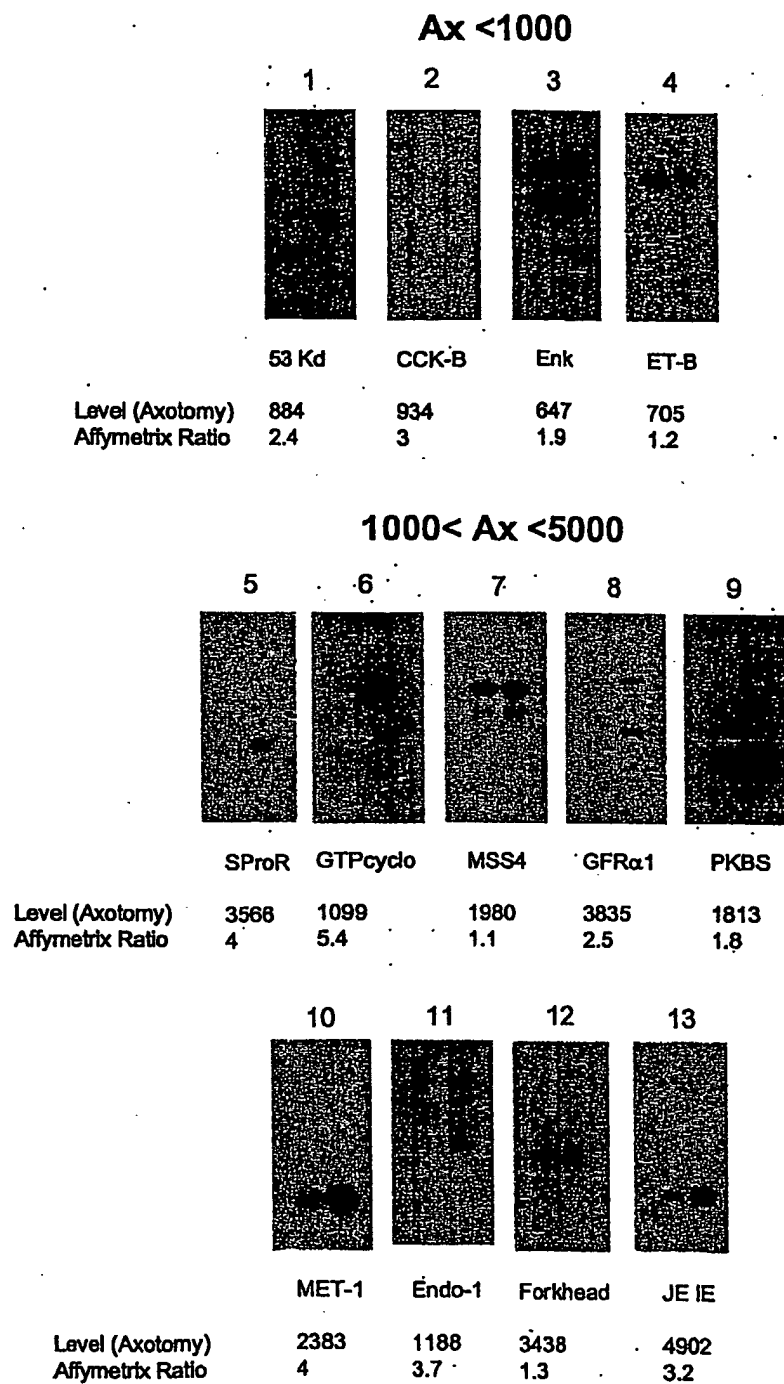 Ax <1000
1 2 3 4
53 Kd CCK-B Enk ET-B
Level (Axotomy) 884 934 647 705
Affymetrix Ratio 2.4 3 1.9 1.2
1000< Ax <5000
5 6 7 8 9
SProR GTPcyclo MSS4 GFRα1 PKBS
Level (Axotomy) 3566 1099 1980 3835 1813
Affymetrix Ratio 4 5.4 1.1 2.5 1.8
10 11 12 13
MET-1 Endo-1 Forkhead JE IE
Level (Axotomy) 2383 1188 3438 4902
Affymetrix Ratio 4 3.7 1.3 3.2